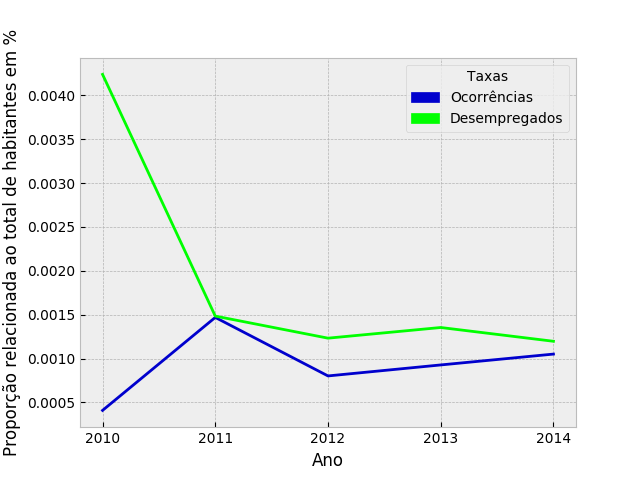 Proporção relacionada ao total de habitantes em %
0.0040
0.0035
0.0030
0.0025
0.0020
0.0015
0.0010
0.0005
Taxas
Ocorrências
Desempregados
2010 2011 2012 2013 2014
Ano